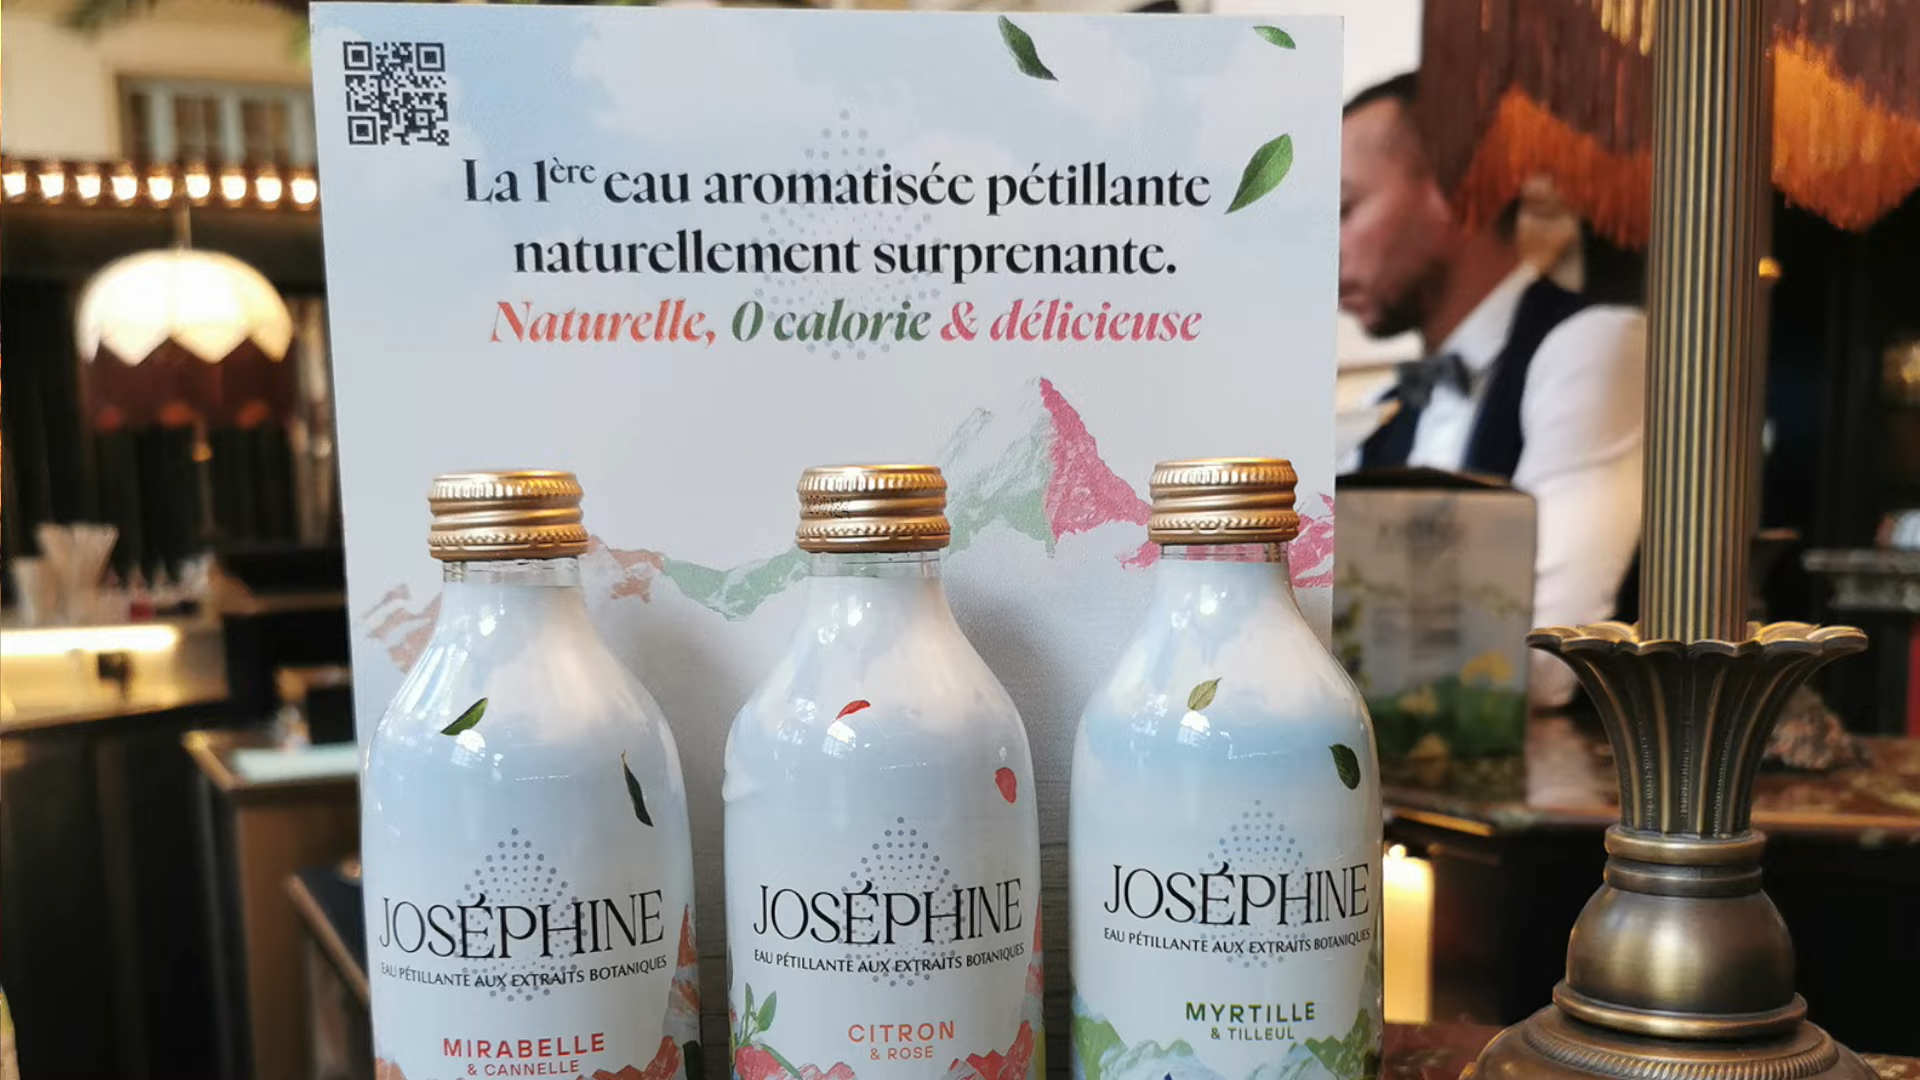 La 1ère eau aromatisée pétillante
naturellement surprenante.
Naturelle, 0 calorie & délicieuse
JOSÉPHINE
EAU PÉTILLANTE AUX EXTRAITS BOTANIQUES
MIRABELLE
& CANNELLE
JOSÉPHINE
EAU PÉTILLANTE AUX EXTRAITS BOTANIQUES
CITRON
& ROSE
JOSÉPHINE
EAU PÉTILLANTE AUX EXTRAITS BOTANIQUES
MYRTILLE
& TILLEUL